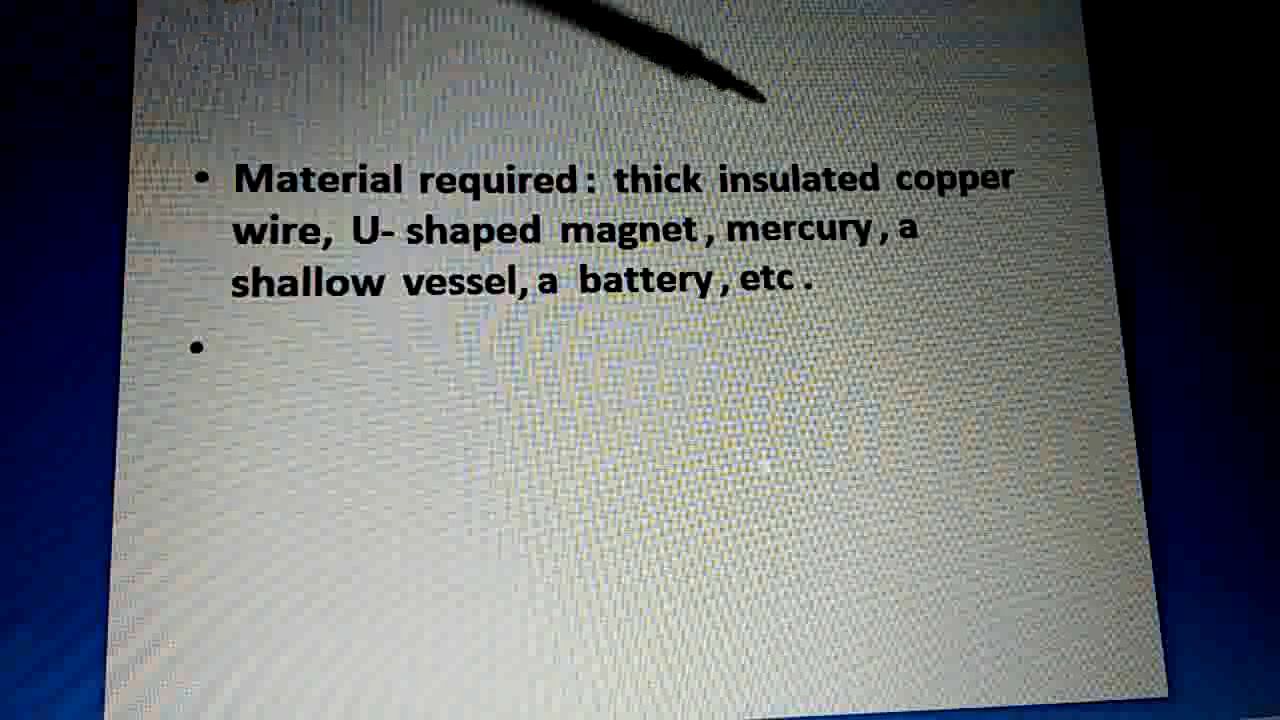 • Material required : thick insulated copper
wire, U- shaped magnet , mercury , a
shallow vessel, a battery , etc .
•